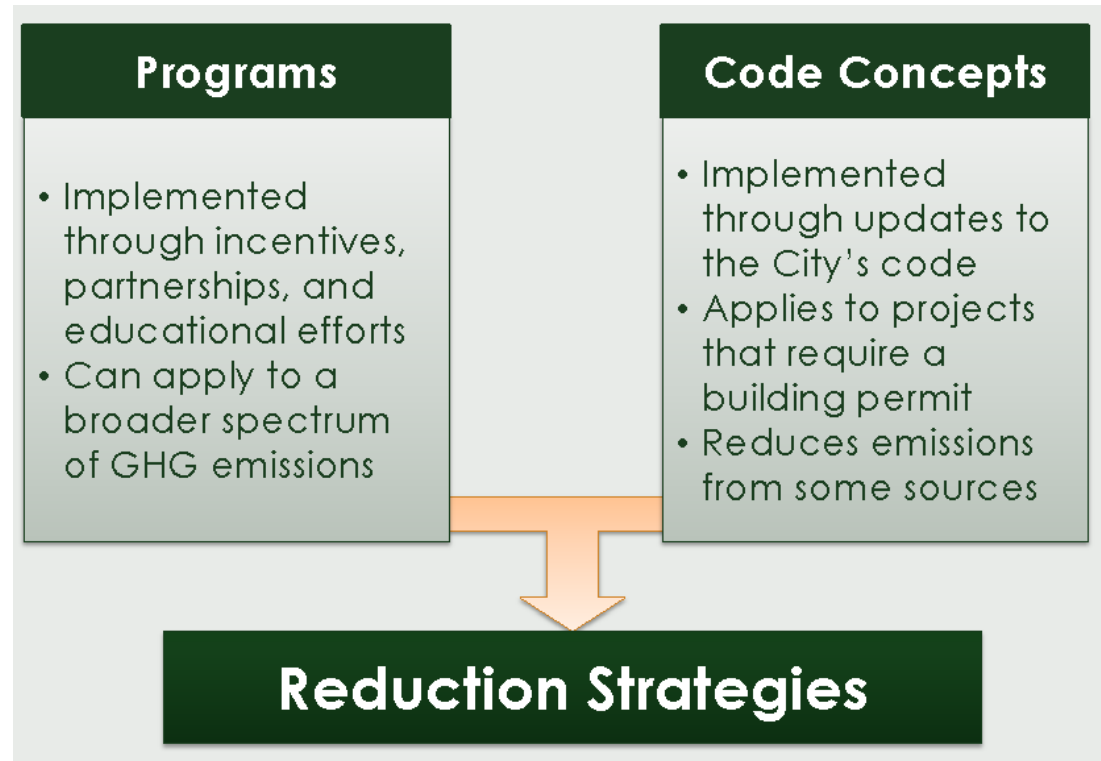 Programs
• Implemented
through incentives,
partnerships, and
educational efforts
• Can apply to a
broader spectrum
of GHG emissions
Code Concepts
• Implemented
through updates to
the City's code
• Applies to projects
that require a
building permit
• Reduces emissions
from some sources
Reduction Strategies